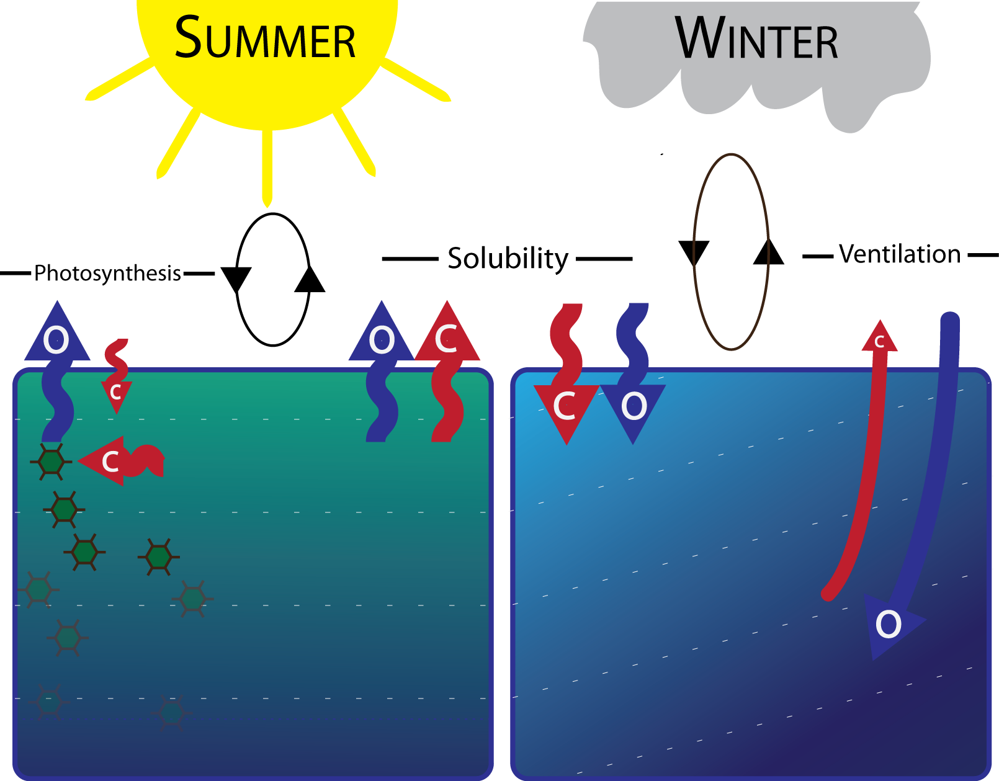 SUMMER
WINTER
Photosynthesis
Solubility
Ventilation
O
C
O
C
C
O
C
C
O